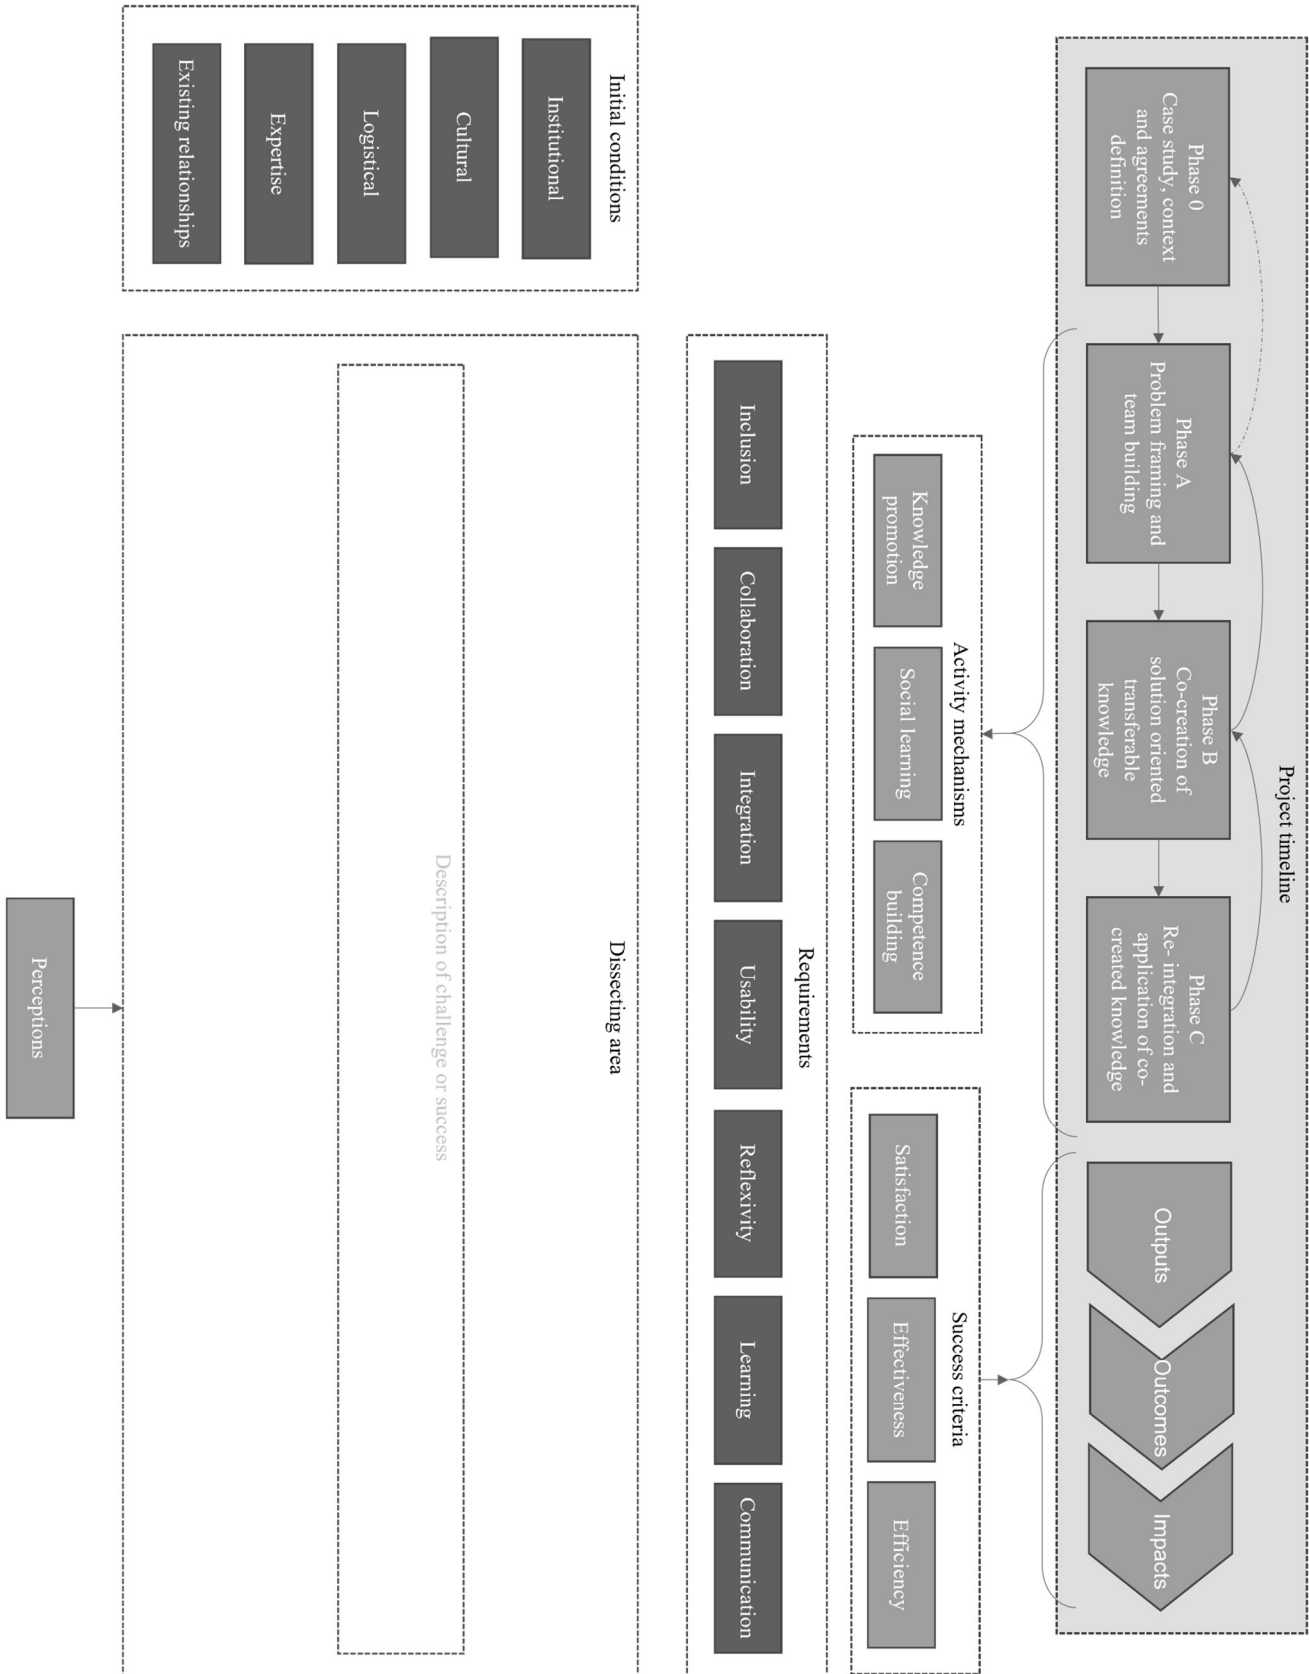 Project timeline
Phase 0
Case study, context
and agreements
definition
Phase A
Problem framing and
team building
Phase B
Co-creation of
solution oriented
transferable
knowledge
Phase C
Re- integration and
application of co-
created knowledge
Outputs
Outcomes
Impacts
Activity mechanisms
Knowledge
promotion
Social learning
Competence
building
Success criteria
Satisfaction
Effectiveness
Efficiency
Requirements
Inclusion
Collaboration
Integration
Usability
Reflexivity
Learning
Communication
Initial conditions
Institutional
Cultural
Logistical
Expertise
Existing relationships
Dissecting area
Description of challenge or success
Perceptions